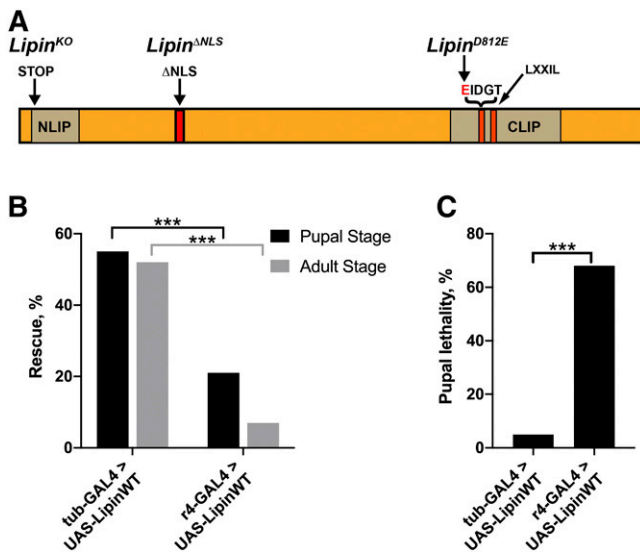 A
Lipin^KO
Lipin^ΔNLS
Lipin^D812E
STOP
ΔNLS
LXXIL
EIDGT
NLIP
CLIP
B
***
***
Pupal Stage
Adult Stage
Rescue, %
60
40
20
0
tub-GAL4 >
UAS-LipinWT
r4-GAL4 >
UAS-LipinWT
C
***
Pupal lethality, %
80
60
40
20
0
tub-GAL4 >
UAS-LipinWT
r4-GAL4 >
UAS-LipinWT